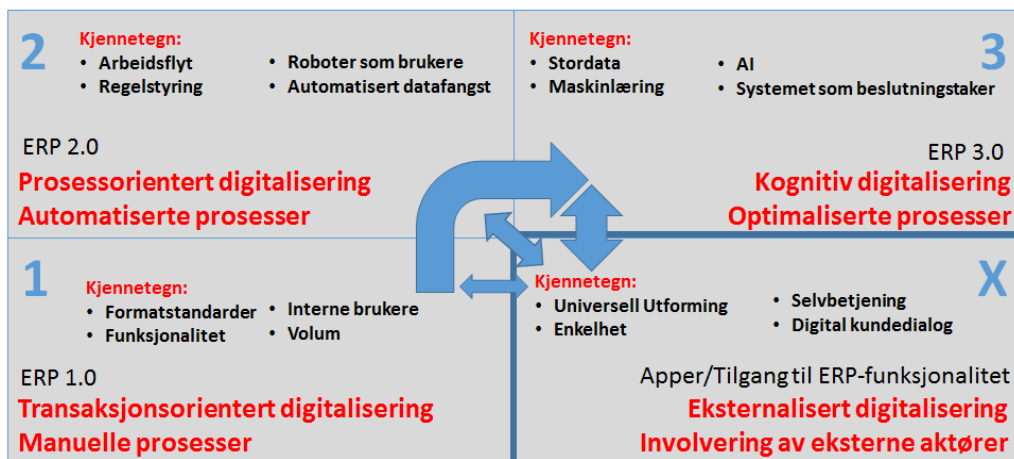 2
Kjennetegn:
• Arbeidsflyt
• Regelstyring
• Roboter som brukere
• Automatisert datafangst
ERP 2.0
Prosessorientert digitalisering
Automatiserte prosesser
3
Kjennetegn:
• Stordata
• Maskinlæring
• AI
• Systemet som beslutningstaker
ERP 3.0
Kognitiv digitalisering
Optimaliserte prosesser
1
Kjennetegn:
• Formatstandarder
• Funksjonalitet
• Interne brukere
• Volum
ERP 1.0
Transaksjonsorientert digitalisering
Manuelle prosesser
X
Kjennetegn:
• Universell Utforming
• Enkelhet
• Selvbetjening
• Digital kundedialog
Apper/Tilgang til ERP-funksjonalitet
Eksternalisert digitalisering
Involvering av eksterne aktører